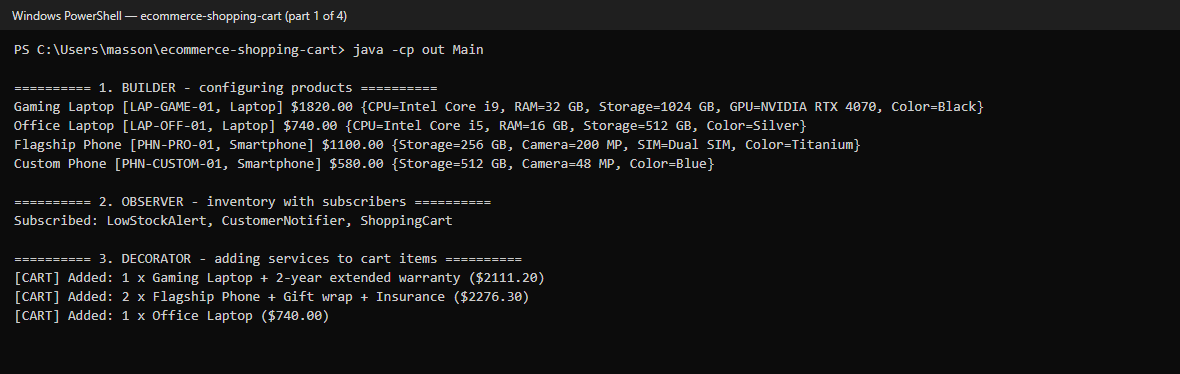 Windows PowerShell — ecommerce-shopping-cart (part 1 of 4)
PS C:\Users\masson\ecommerce-shopping-cart> java -cp out Main
========== 1. BUILDER - configuring products ==========
Gaming Laptop [LAP-GAME-01, Laptop] $1820.00 {CPU=Intel Core i9, RAM=32 GB, Storage=1024 GB, GPU=NVIDIA RTX 4070, Color=Black}
Office Laptop [LAP-OFF-01, Laptop] $740.00 {CPU=Intel Core i5, RAM=16 GB, Storage=512 GB, Color=Silver}
Flagship Phone [PHN-PRO-01, Smartphone] $1100.00 {Storage=256 GB, Camera=200 MP, SIM=Dual SIM, Color=Titanium}
Custom Phone [PHN-CUSTOM-01, Smartphone] $580.00 {Storage=512 GB, Camera=48 MP, Color=Blue}
========== 2. OBSERVER - inventory with subscribers ==========
Subscribed: LowStockAlert, CustomerNotifier, ShoppingCart
========== 3. DECORATOR - adding services to cart items ==========
[CART] Added: 1 x Gaming Laptop + 2-year extended warranty ($2111.20)
[CART] Added: 2 x Flagship Phone + Gift wrap + Insurance ($2276.30)
[CART] Added: 1 x Office Laptop ($740.00)